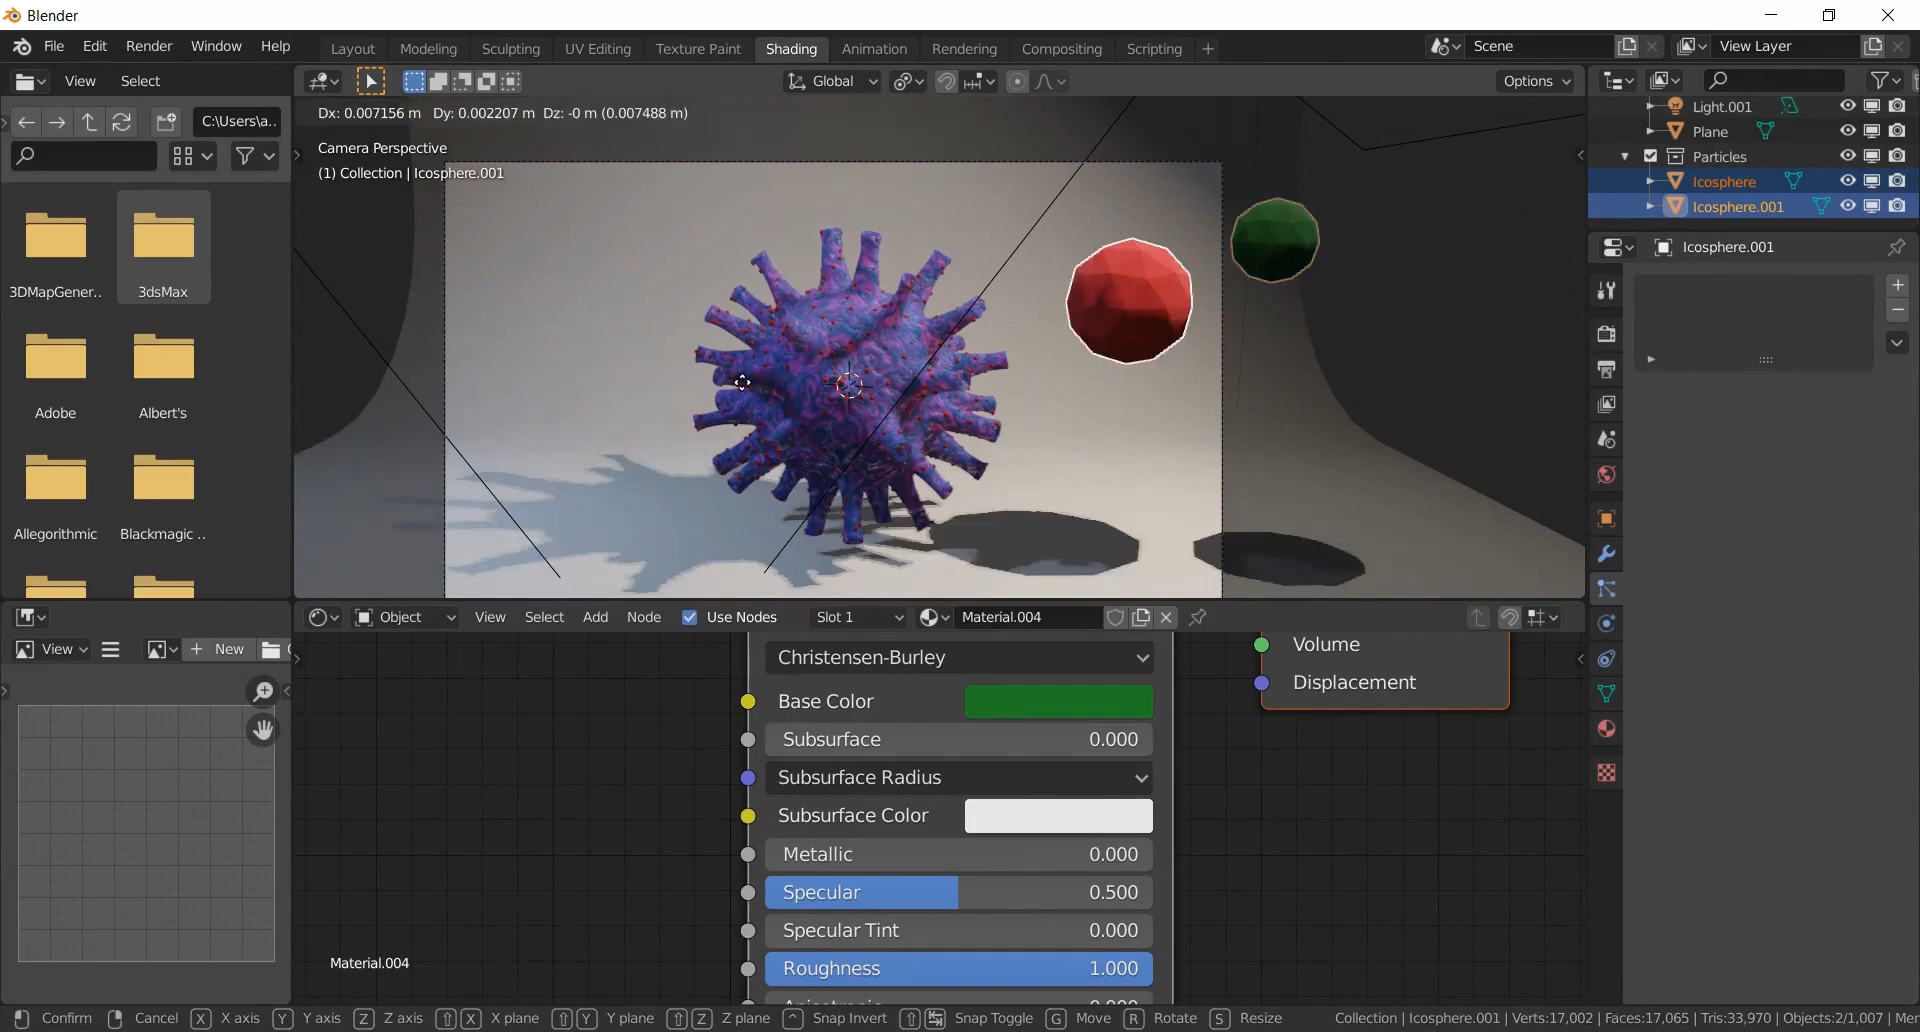 Blender
File Edit Render Window Help
Layout Modeling Sculpting UV Editing Texture Paint Shading Animation Rendering Compositing Scripting +
Scene
View Layer
View Select
Global
Options
C:\Users\a..
Dx: 0.007156 m Dy: 0.002207 m Dz: -0 m (0.007488 m)
Camera Perspective
(1) Collection | Icosphere.001
Light.001
Plane
Particles
Icosphere
Icosphere.001
Icosphere.001
3DMapGener..
3dsMax
Adobe
Albert's
Allegorithmic
Blackmagic ..
Object View Select Add Node Use Nodes Slot 1 Material.004
View
New
Christensen-Burley
Base Color
Subsurface 0.000
Subsurface Radius
Subsurface Color
Metallic 0.000
Specular 0.500
Specular Tint 0.000
Roughness 1.000
Volume
Displacement
Material.004
Confirm Cancel X X axis Y Y axis Z Z axis X X plane Y Y plane Z Z plane Snap Invert Snap Toggle G Move R Rotate S Resize
Collection | Icosphere.001 | Verts:17,002 | Faces:17,065 | Tris:33,970 | Objects:2/1,007 | Mer